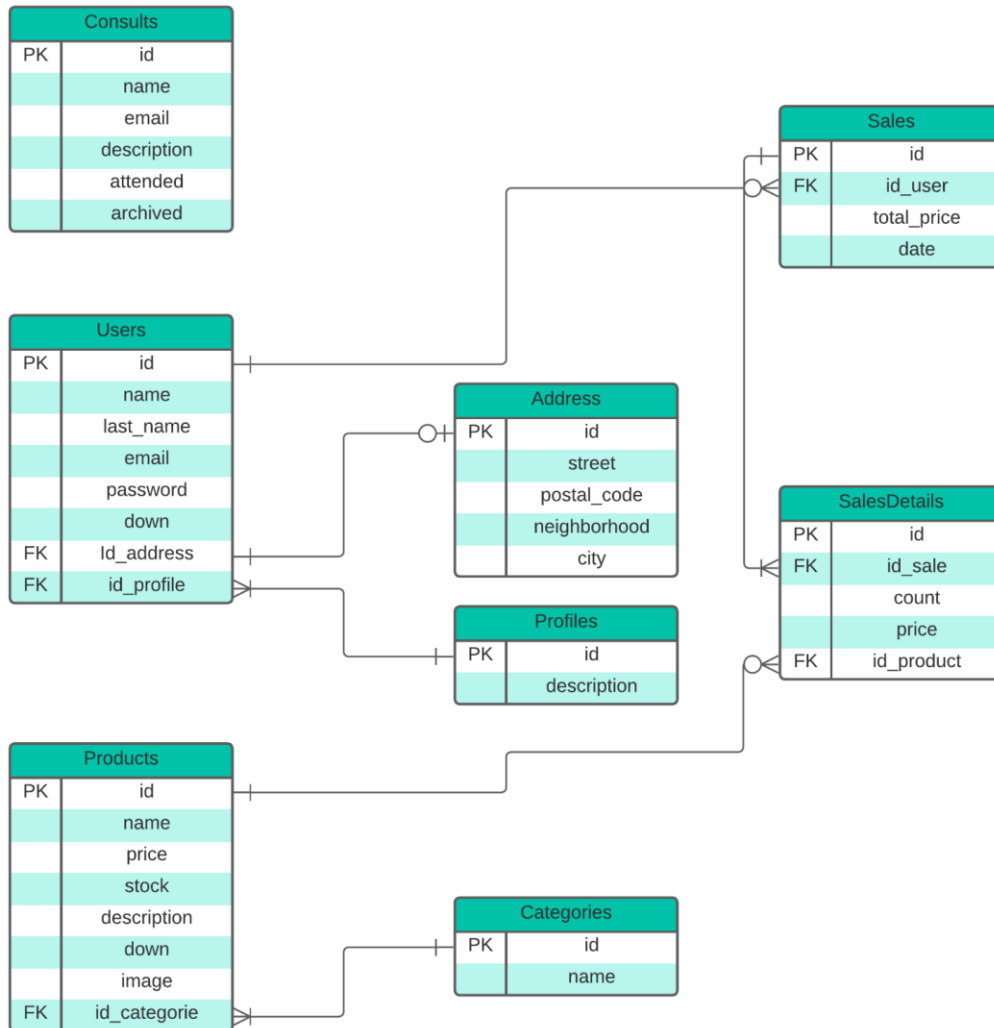 Consults
PK id
name
email
description
attended
archived
Sales
PK id
FK id_user
total_price
date
Users
PK id
name
last_name
email
password
down
FK Id_address
FK id_profile
Address
PK id
street
postal_code
neighborhood
city
SalesDetails
PK id
FK id_sale
count
price
FK id_product
Profiles
PK id
description
Products
PK id
name
price
stock
description
down
image
FK id_categorie
Categories
PK id
name